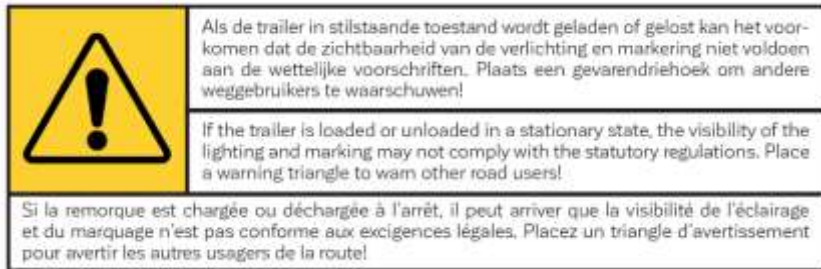 Als de trailer in stilstaande toestand wordt geladen of gelost kan het voor-
komen dat de zichtbaarheid van de verlichting en markering niet voldoen
aan de wettelijke voorschriften. Plaats een gevarendriehoek om andere
weggebruikers te waarschuwen!
If the trailer is loaded or unloaded in a stationary state, the visibility of the
lighting and marking may not comply with the statutory regulations. Place
a warning triangle to warn other road users!
Si la remorque est chargée ou déchargée à l'arrêt, il peut arriver que la visibilité de l'éclairage
et du marquage n'est pas conforme aux excigences légales. Placez un triangle d'avertissement
pour avertir les autres usagers de la route!